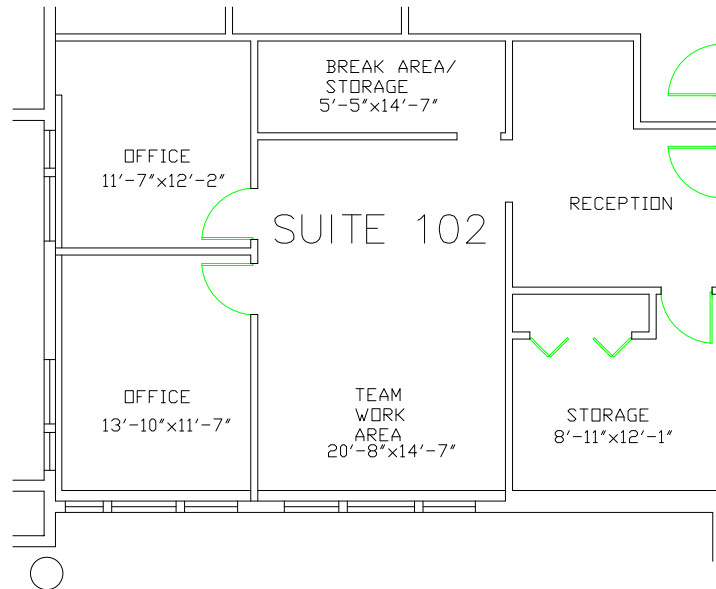 BREAK AREA/
STORAGE
5'-5"x14'-7"
OFFICE
11'-7"x12'-2"
RECEPTION
SUITE 102
OFFICE
13'-10"x11'-7"
TEAM
WORK
AREA
20'-8"x14'-7"
STORAGE
8'-11"x12'-1"